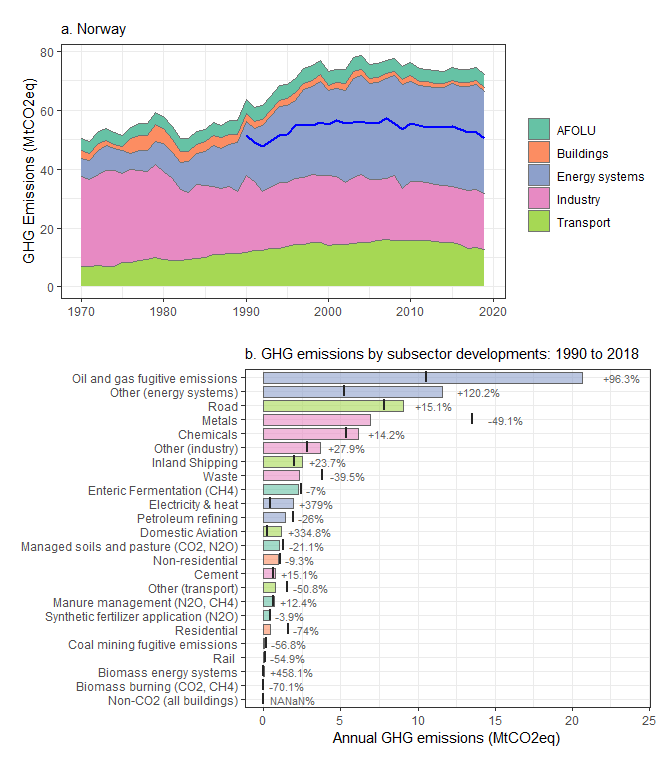 a. Norway
80
60
40
20
0
GHG Emissions (MtCO2eq)
1970
1980
1990
2000
2010
2020
AFOLU
Buildings
Energy systems
Industry
Transport
b. GHG emissions by subsector developments: 1990 to 2018
Oil and gas fugitive emissions +96.3%
Other (energy systems) +120.2%
Road +15.1%
Metals -49.1%
Chemicals +14.2%
Other (industry) +27.9%
Inland Shipping +23.7%
Waste -39.5%
Enteric Fermentation (CH4) -7%
Electricity & heat +379%
Petroleum refining -26%
Domestic Aviation +334.8%
Managed soils and pasture (CO2, N2O) -21.1%
Non-residential -9.3%
Cement +15.1%
Other (transport) -50.8%
Manure management (N2O, CH4) +12.4%
Synthetic fertilizer application (N2O) -3.9%
Residential -74%
Coal mining fugitive emissions -56.8%
Rail -54.9%
Biomass energy systems +458.1%
Biomass burning (CO2, CH4) -70.1%
Non-CO2 (all buildings) NANaN%
0
5
10
15
20
25
Annual GHG emissions (MtCO2eq)